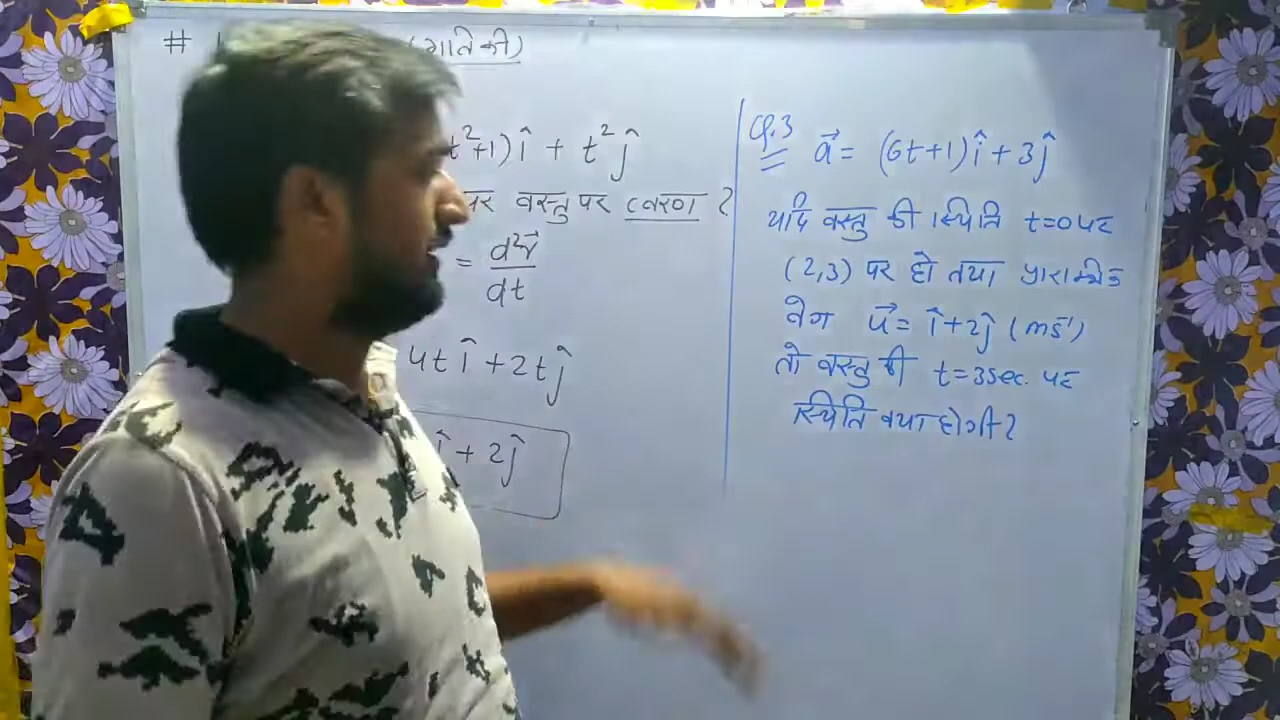 # (गतिकी)
t²+1)î + t²ĵ
पर वस्तु पर त्वरण ?
= d²r⃗/dt
4t î + 2t ĵ
î + 2ĵ
Q.3 a⃗ = (6t+1)î + 3ĵ
यदि वस्तु की स्थिति t=0 पर
(2,3) पर हो तथा प्रारम्भिक
वेग u⃗ = î+2ĵ (ms⁻¹)
तो वस्तु की t=3sec. पर
स्थिति क्या होगी?